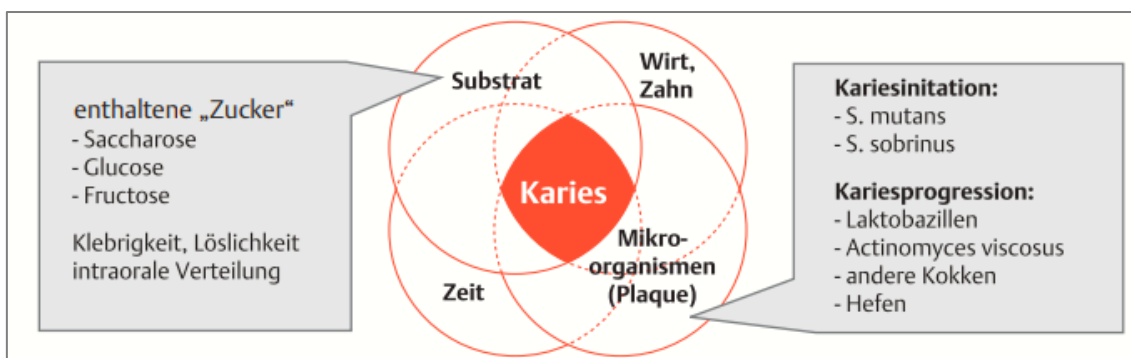 enthaltene „Zucker“
- Saccharose
- Glucose
- Fructose
Klebrigkeit, Löslichkeit
intraorale Verteilung
Substrat
Wirt,
Zahn
Karies
Zeit
Mikro-
organismen
(Plaque)
Kariesinitation:
- S. mutans
- S. sobrinus
Kariesprogression:
- Laktobazillen
- Actinomyces viscosus
- andere Kokken
- Hefen